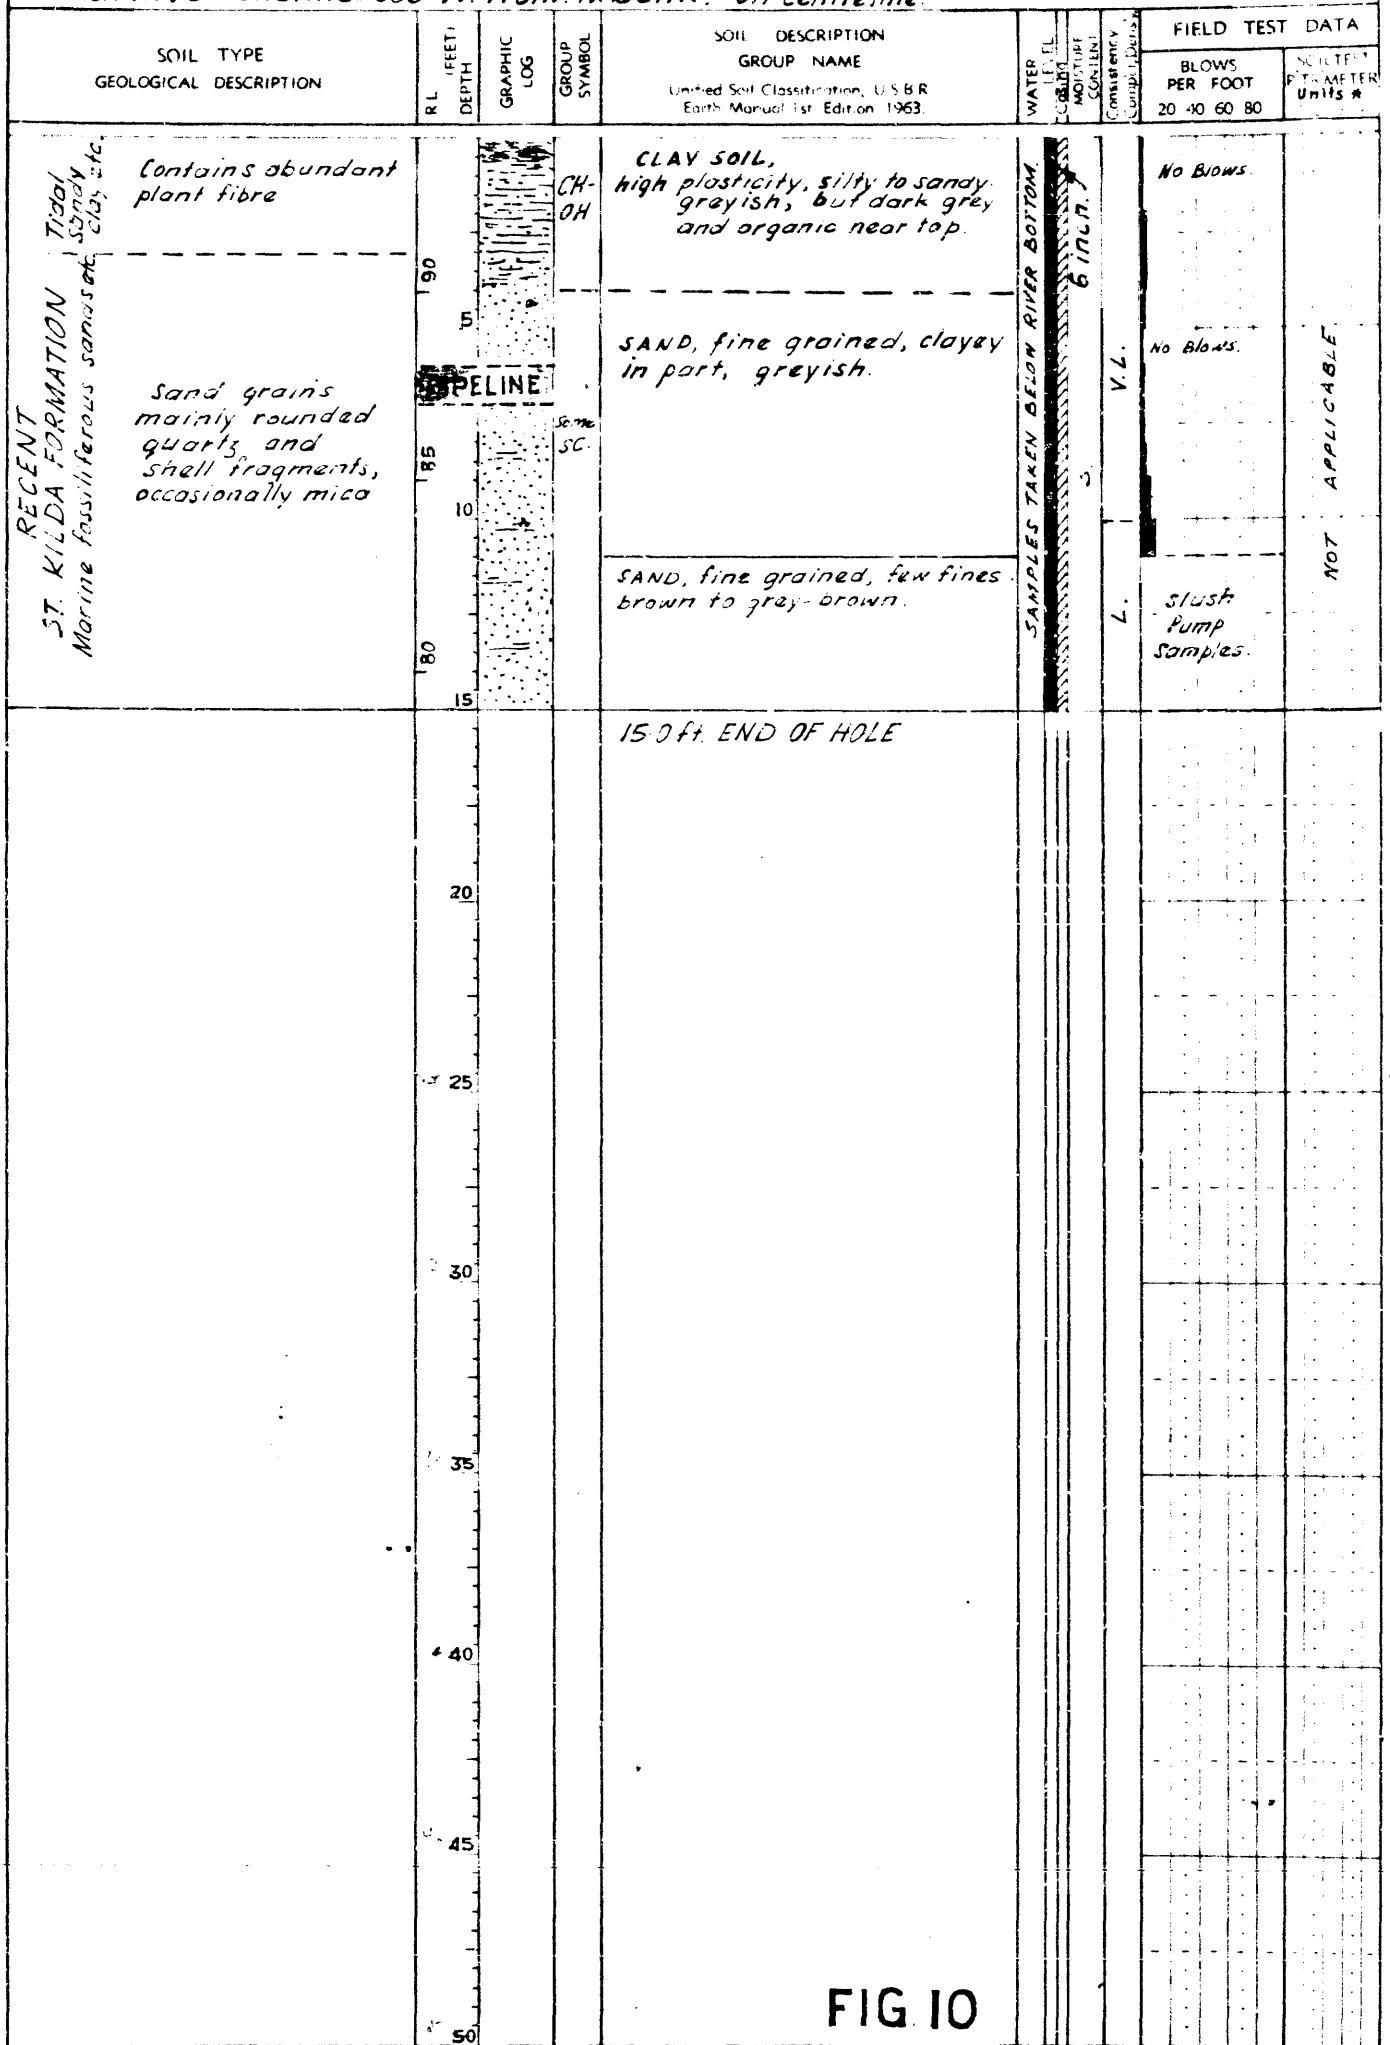 on centreline
SOIL TYPE
GEOLOGICAL DESCRIPTION
R L (FEET)
DEPTH
GRAPHIC
LOG
GROUP
SYMBOL
SOIL DESCRIPTION
GROUP NAME
Unified Soil Classification, U S B R
Earth Manual 1st Edition 1963.
WATER
LEVEL
Casing
MOISTURE
CONTENT
Consistency
FIELD TEST DATA
BLOWS
PER FOOT
20 40 60 80
Units *
RECENT
ST. KILDA FORMATION
Marine fossiliferous sands etc.
Tidal
sandy
clay etc.
Contains abundant
plant fibre
Sand grains
mainly rounded
quartz and
shell fragments,
occasionally mica
90
85
80
5
10
15
PIPELINE
CH-
OH
Some
SC.
CLAY SOIL,
high plasticity, silty to sandy
greyish, but dark grey
and organic near top.
SAND, fine grained, clayey
in part, greyish.
SAND, fine grained, few fines
brown to grey-brown.
15.0 ft. END OF HOLE
SAMPLES TAKEN BELOW RIVER BOTTOM.
6 inch.
S
V.L.
L.
No Blows.
No Blows.
Slush
Pump
Samples.
NOT APPLICABLE
20
25
30
35
40
45
50
FIG.10